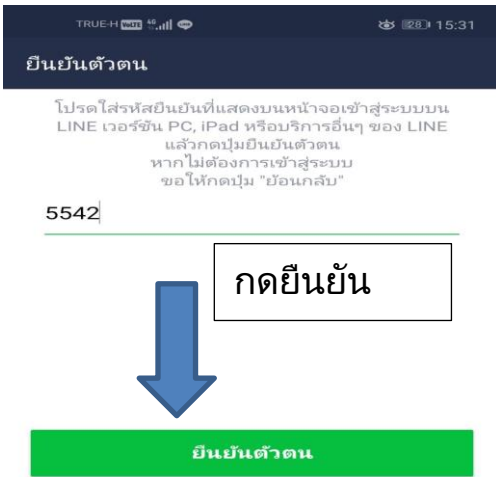 TRUE-H VoLTE 4G 28 15:31
ยืนยันตัวตน
โปรดใส่รหัสยืนยันที่แสดงบนหน้าจอเข้าสู่ระบบบน
LINE เวอร์ชัน PC, iPad หรือบริการอื่นๆ ของ LINE
แล้วกดปุ่มยืนยันตัวตน
หากไม่ต้องการเข้าสู่ระบบ
ขอให้กดปุ่ม "ย้อนกลับ"
5542
กดยืนยัน
ยืนยันตัวตน